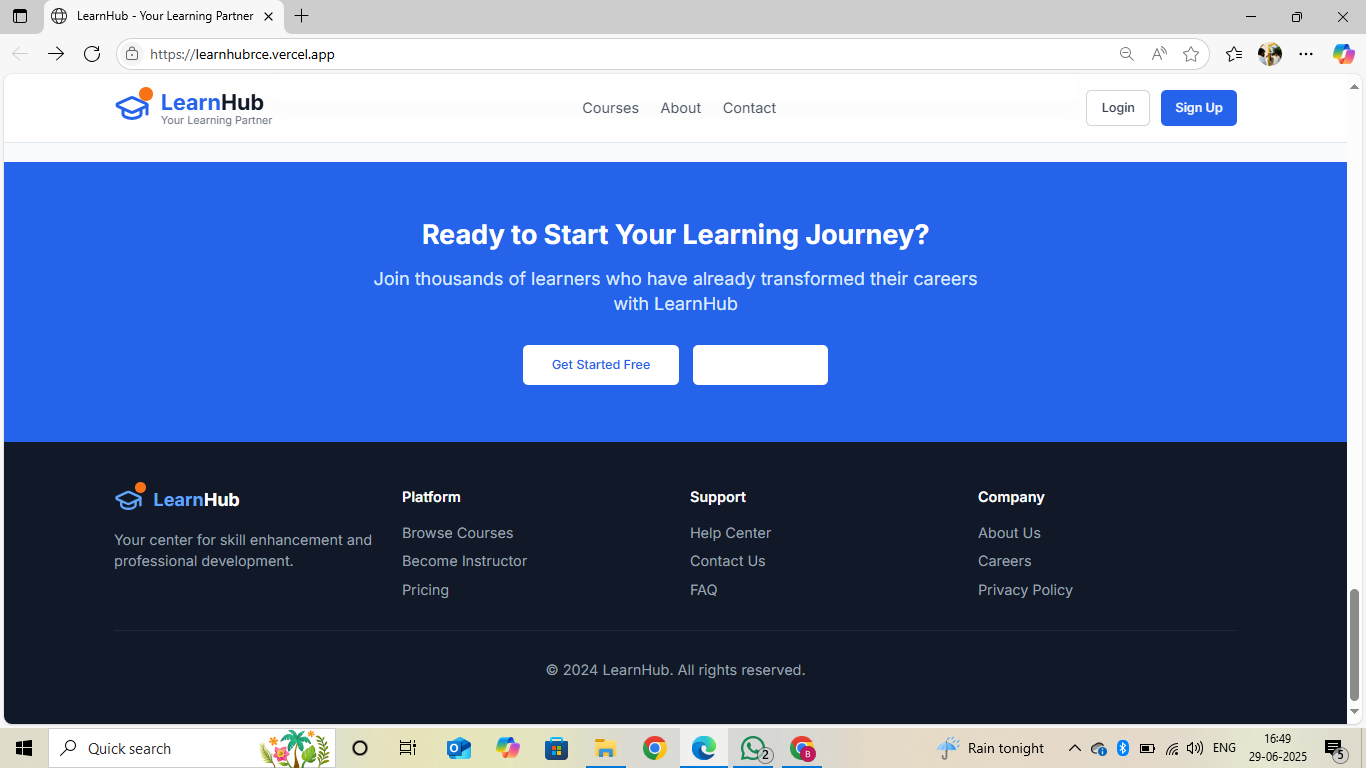 LearnHub - Your Learning Partner
https://learnhubrce.vercel.app
LearnHub
Your Learning Partner
Courses
About
Contact
Login
Sign Up
Ready to Start Your Learning Journey?
Join thousands of learners who have already transformed their careers
with LearnHub
Get Started Free
LearnHub
Your center for skill enhancement and
professional development.
Platform
Browse Courses
Become Instructor
Pricing
Support
Help Center
Contact Us
FAQ
Company
About Us
Careers
Privacy Policy
© 2024 LearnHub. All rights reserved.
Quick search
2
B
Rain tonight
ENG
16:49
29-06-2025
5